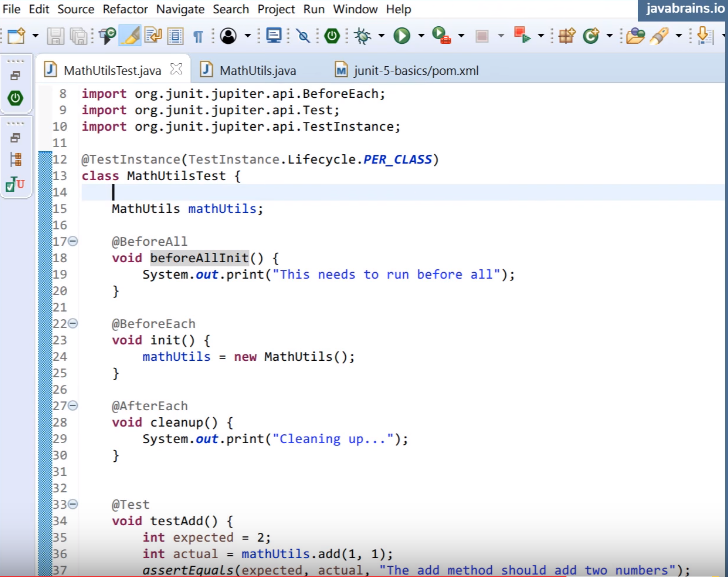 File Edit Source Refactor Navigate Search Project Run Window Help
javabrains.io
MathUtilsTest.java MathUtils.java junit-5-basics/pom.xml
8 import org.junit.jupiter.api.BeforeEach;
9 import org.junit.jupiter.api.Test;
10 import org.junit.jupiter.api.TestInstance;
11
12 @TestInstance(TestInstance.Lifecycle.PER_CLASS)
13 class MathUtilsTest {
14
15 MathUtils mathUtils;
16
17 @BeforeAll
18 void beforeAllInit() {
19 System.out.print("This needs to run before all");
20 }
21
22 @BeforeEach
23 void init() {
24 mathUtils = new MathUtils();
25 }
26
27 @AfterEach
28 void cleanup() {
29 System.out.print("Cleaning up...");
30 }
31
32
33 @Test
34 void testAdd() {
35 int expected = 2;
36 int actual = mathUtils.add(1, 1);
37 assertEquals(expected, actual, "The add method should add two numbers");